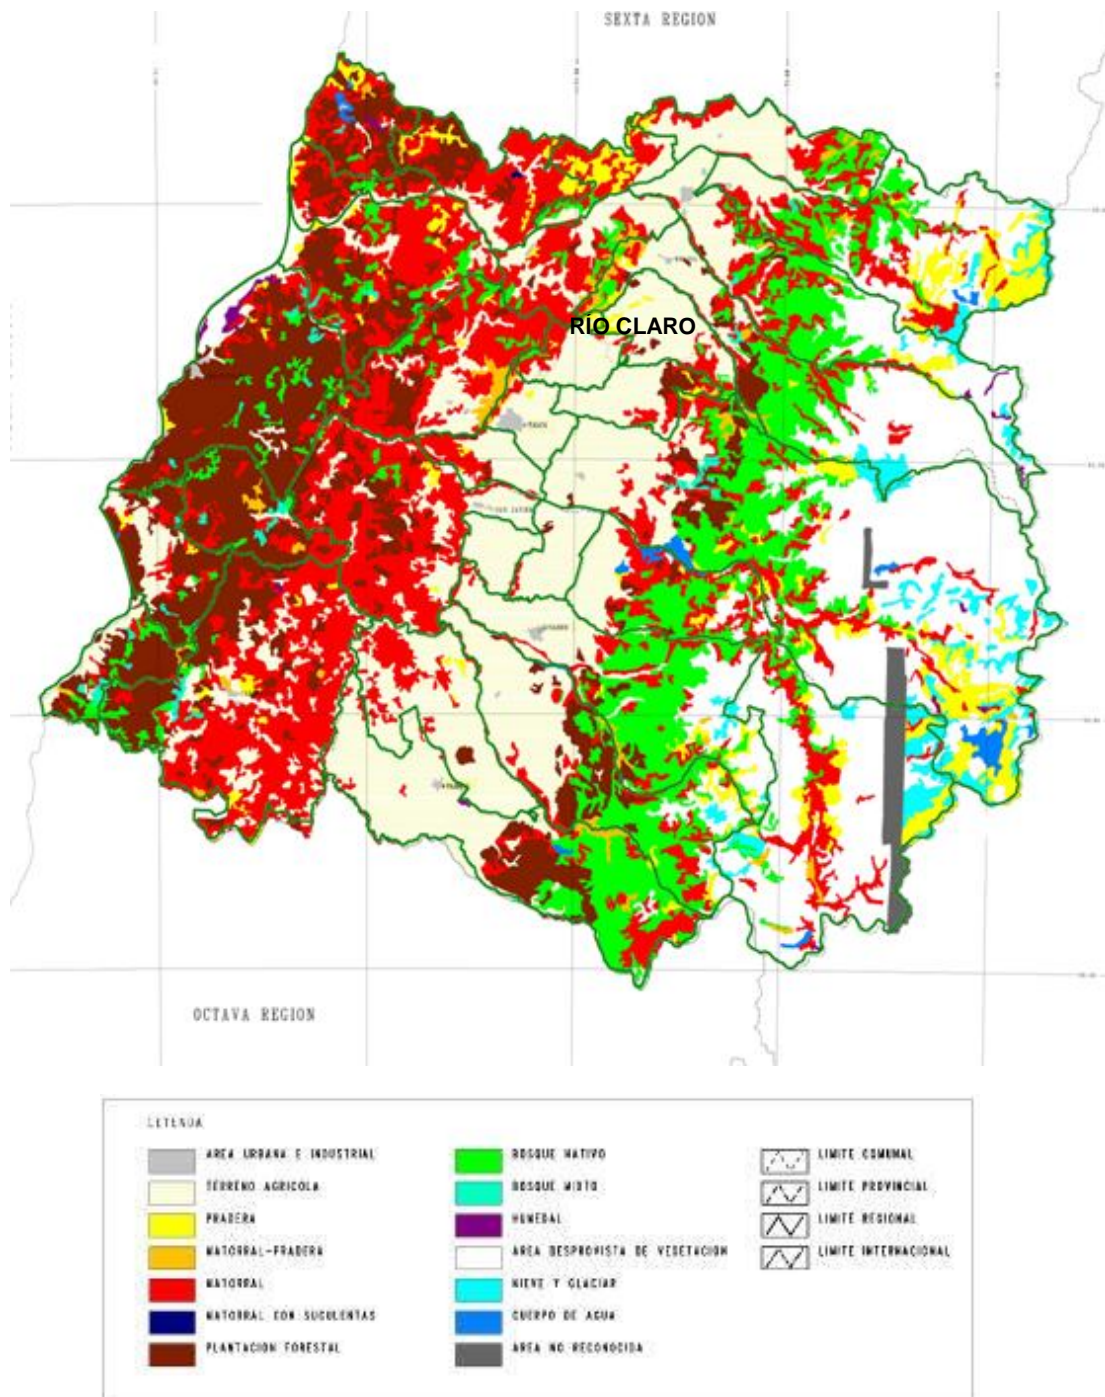 SEXTA REGION
RÍO CLARO
OCTAVA REGION
LEYENDA
AREA URBANA E INDUSTRIAL
TERRENO AGRICOLA
PRADERA
MATORRAL-PRADERA
MATORRAL
MATORRAL CON SUCULENTAS
PLANTACION FORESTAL
BOSQUE NATIVO
BOSQUE MIXTO
HUMEDAL
AREA DESPROVISTA DE VEGETACION
NIEVE Y GLACIAR
CUERPO DE AGUA
AREA NO RECONOCIDA
LIMITE COMUNAL
LIMITE PROVINCIAL
LIMITE REGIONAL
LIMITE INTERNACIONAL